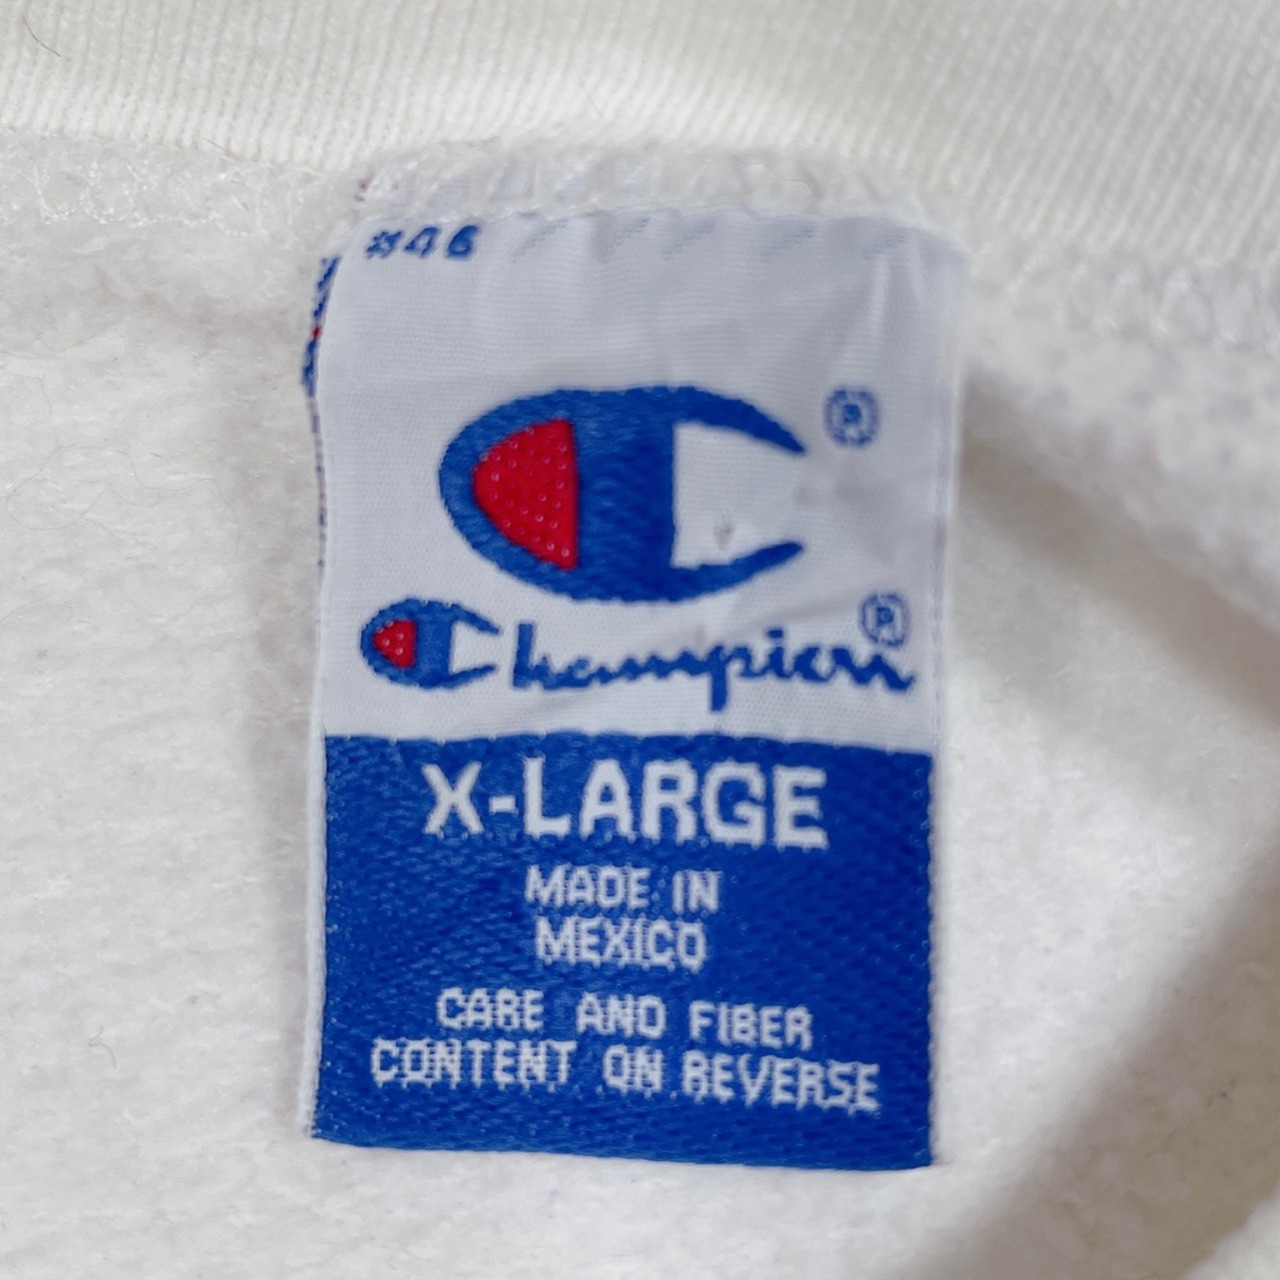 #46
Champion®
X-LARGE
MADE IN
MEXICO
CARE AND FIBER
CONTENT ON REVERSE